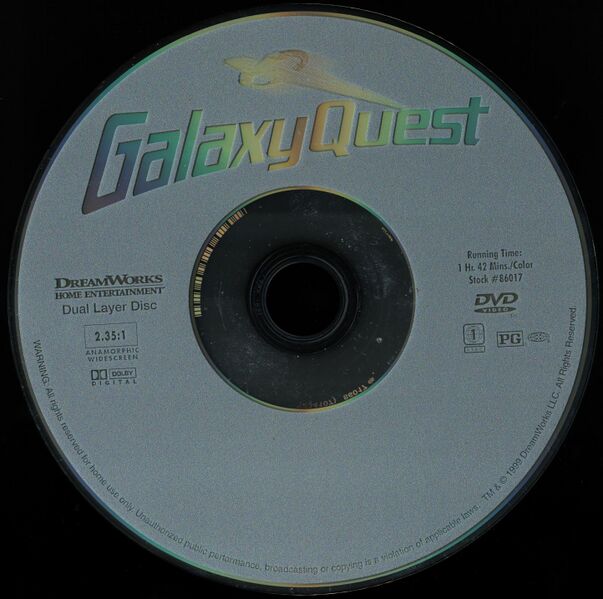 GalaxyQuest
DREAMWORKS
HOME ENTERTAINMENT™
Dual Layer Disc
2.35:1
ANAMORPHIC
WIDESCREEN
DOLBY
DIGITAL
Running Time:
1 Hr. 42 Mins./Color
Stock #86017
DVD
VIDEO
1
PG
WARNING: All rights reserved for home use only. Unauthorized public performance, broadcasting or copying is a violation of applicable laws. TM & © 1999 DreamWorks LLC. All Rights Reserved.